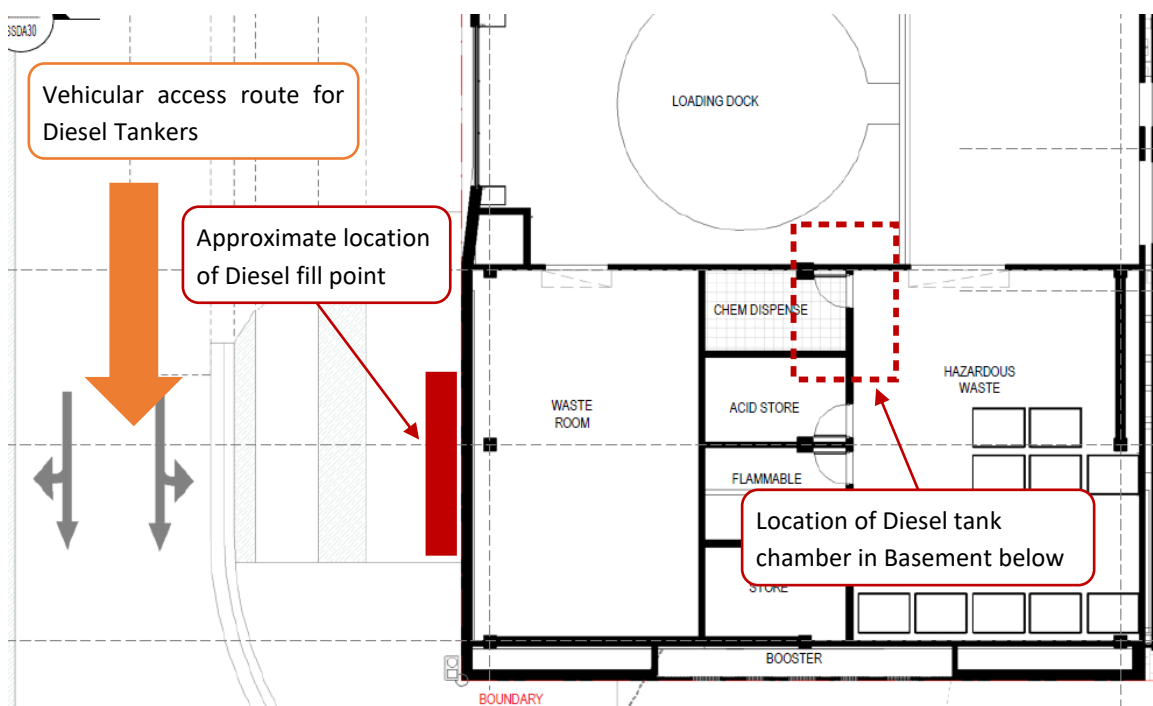 SSDA30
Vehicular access route for
Diesel Tankers
LOADING DOCK
Approximate location
of Diesel fill point
CHEM DISPENSE
HAZARDOUS
WASTE
WASTE
ROOM
ACID STORE
FLAMMABLE
Location of Diesel tank
chamber in Basement below
STORE
BOOSTER
BOUNDARY